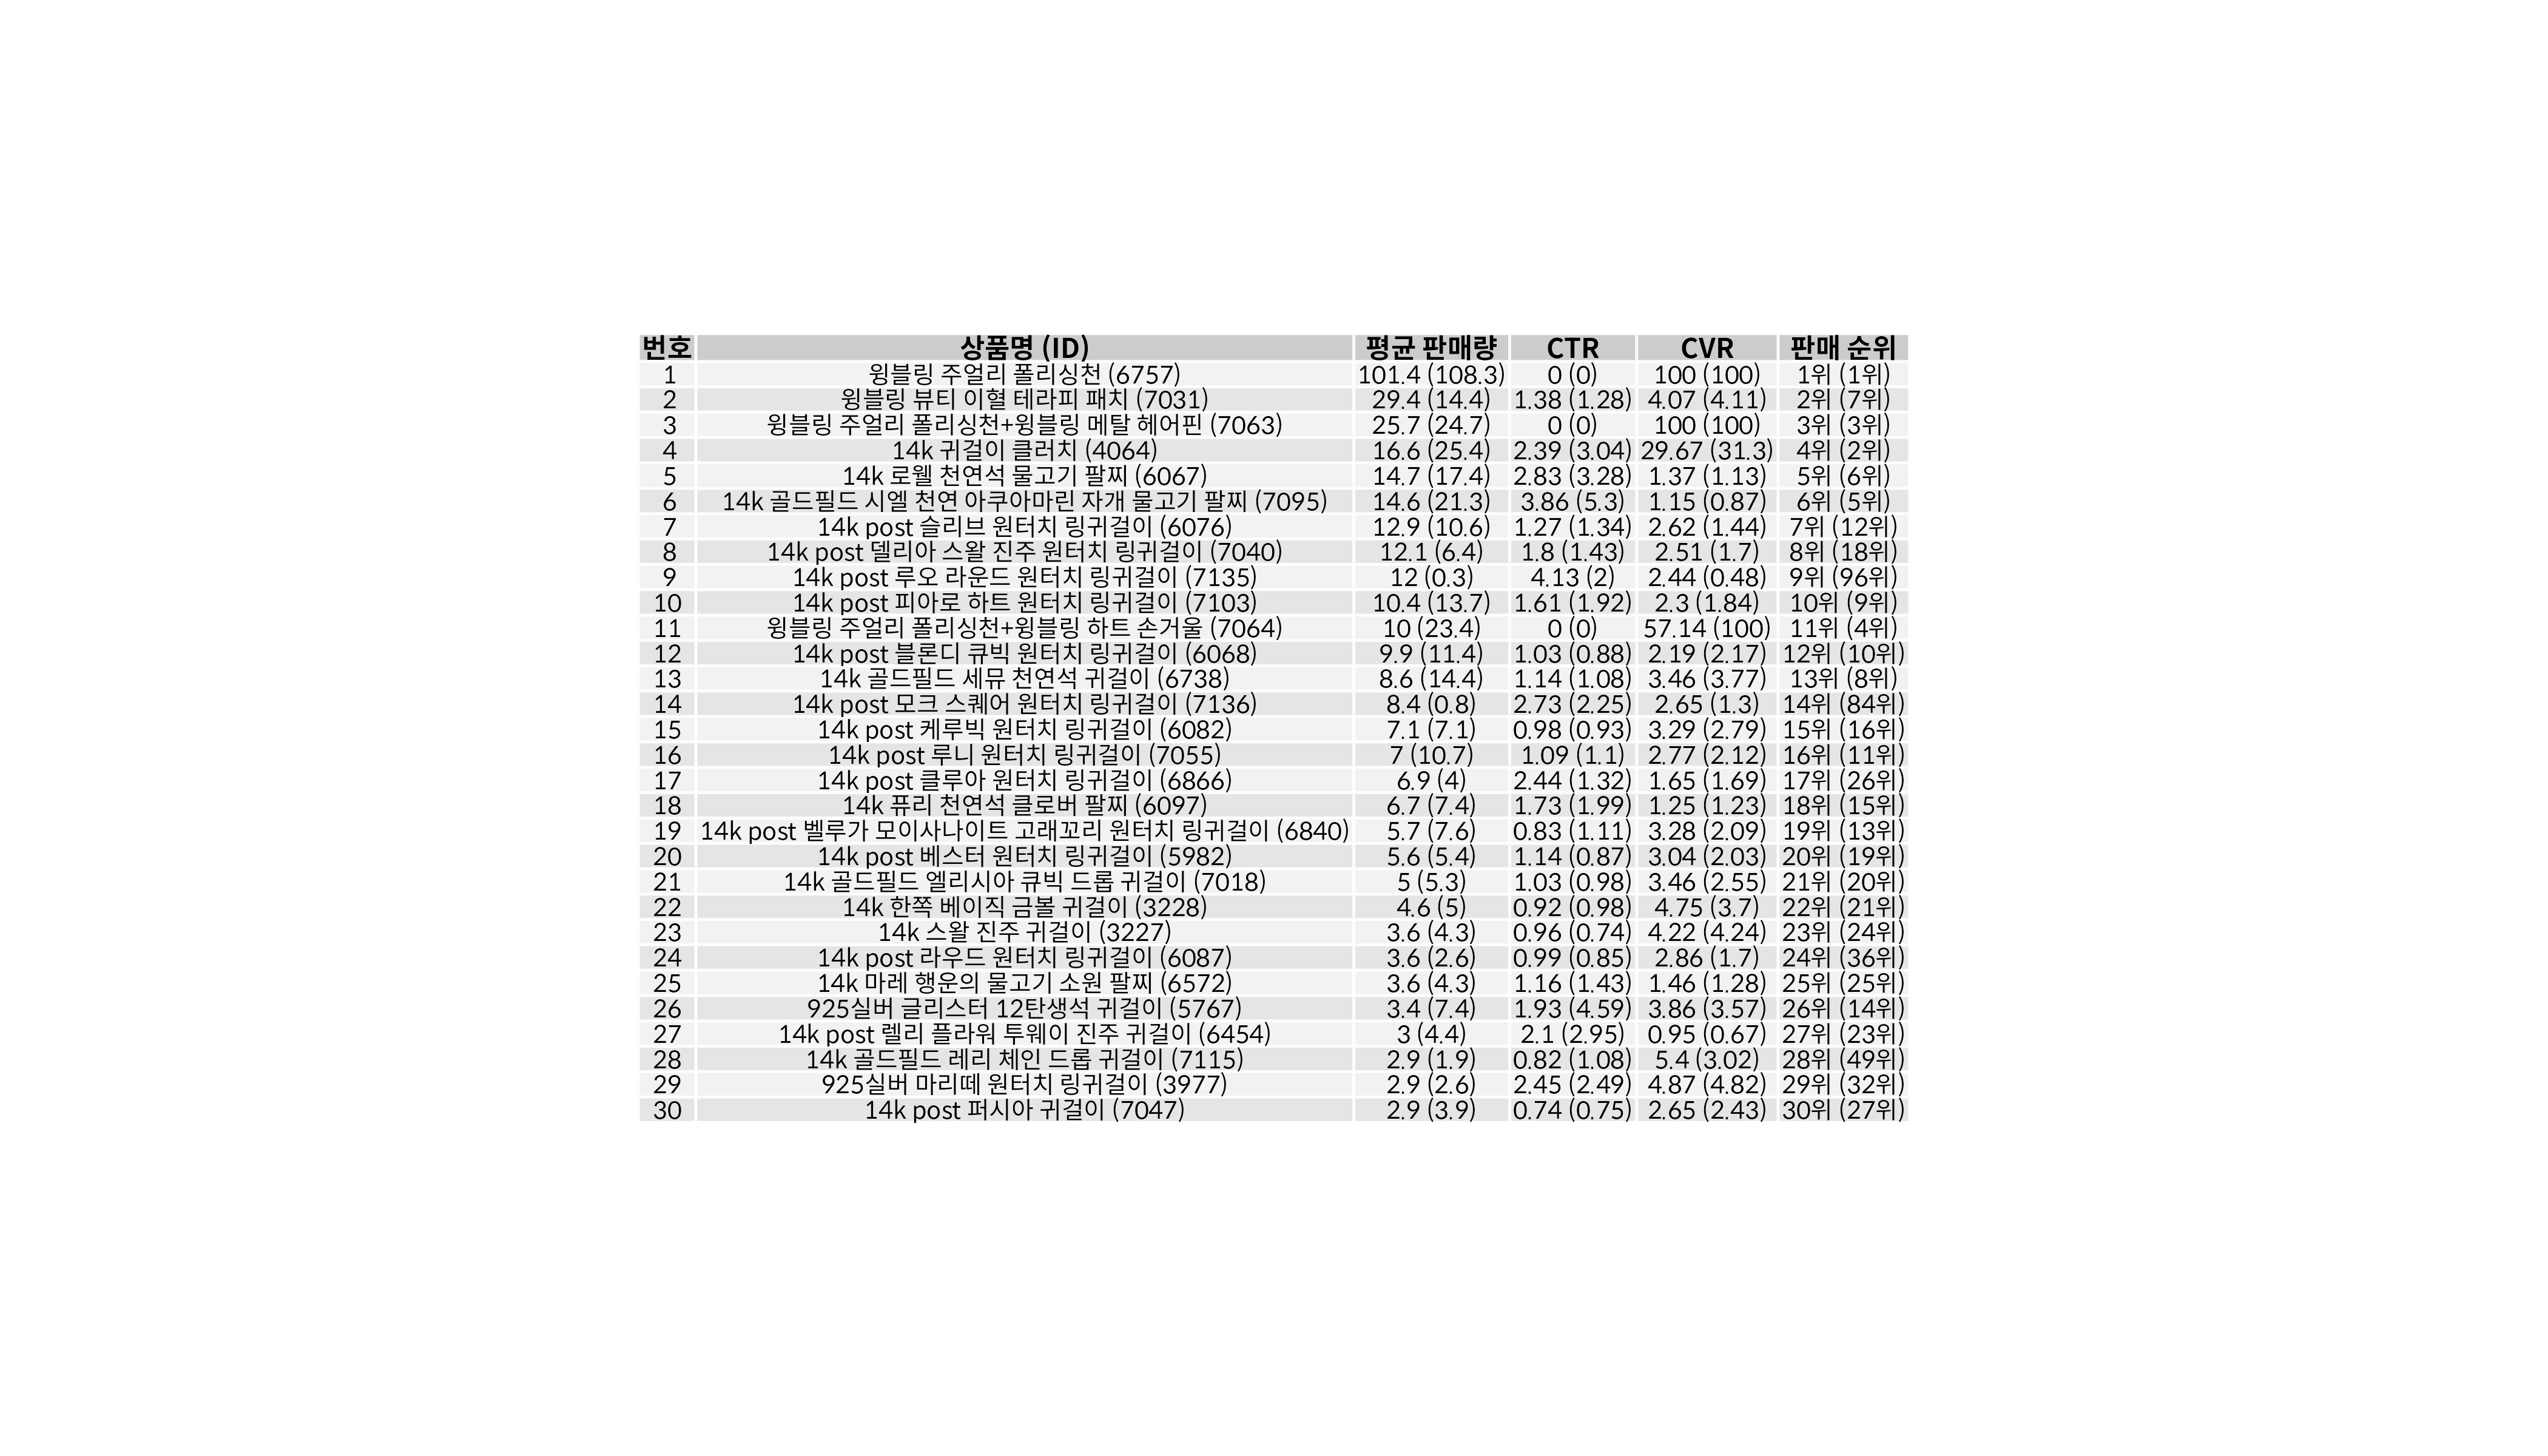 번호 상품명 (ID) 평균 판매량 CTR CVR 판매 순위
1 윙블링 주얼리 폴리싱천 (6757) 101.4 (108.3) 0 (0) 100 (100) 1위 (1위)
2 윙블링 뷰티 이혈 테라피 패치 (7031) 29.4 (14.4) 1.38 (1.28) 4.07 (4.11) 2위 (7위)
3 윙블링 주얼리 폴리싱천+윙블링 메탈 헤어핀 (7063) 25.7 (24.7) 0 (0) 100 (100) 3위 (3위)
4 14k 귀걸이 클러치 (4064) 16.6 (25.4) 2.39 (3.04) 29.67 (31.3) 4위 (2위)
5 14k 로웰 천연석 물고기 팔찌 (6067) 14.7 (17.4) 2.83 (3.28) 1.37 (1.13) 5위 (6위)
6 14k 골드필드 시엘 천연 아쿠아마린 자개 물고기 팔찌 (7095) 14.6 (21.3) 3.86 (5.3) 1.15 (0.87) 6위 (5위)
7 14k post 슬리브 원터치 링귀걸이 (6076) 12.9 (10.6) 1.27 (1.34) 2.62 (1.44) 7위 (12위)
8 14k post 델리아 스왈 진주 원터치 링귀걸이 (7040) 12.1 (6.4) 1.8 (1.43) 2.51 (1.7) 8위 (18위)
9 14k post 루오 라운드 원터치 링귀걸이 (7135) 12 (0.3) 4.13 (2) 2.44 (0.48) 9위 (96위)
10 14k post 피아로 하트 원터치 링귀걸이 (7103) 10.4 (13.7) 1.61 (1.92) 2.3 (1.84) 10위 (9위)
11 윙블링 주얼리 폴리싱천+윙블링 하트 손거울 (7064) 10 (23.4) 0 (0) 57.14 (100) 11위 (4위)
12 14k post 블론디 큐빅 원터치 링귀걸이 (6068) 9.9 (11.4) 1.03 (0.88) 2.19 (2.17) 12위 (10위)
13 14k 골드필드 세뮤 천연석 귀걸이 (6738) 8.6 (14.4) 1.14 (1.08) 3.46 (3.77) 13위 (8위)
14 14k post 모크 스퀘어 원터치 링귀걸이 (7136) 8.4 (0.8) 2.73 (2.25) 2.65 (1.3) 14위 (84위)
15 14k post 케루빅 원터치 링귀걸이 (6082) 7.1 (7.1) 0.98 (0.93) 3.29 (2.79) 15위 (16위)
16 14k post 루니 원터치 링귀걸이 (7055) 7 (10.7) 1.09 (1.1) 2.77 (2.12) 16위 (11위)
17 14k post 클루아 원터치 링귀걸이 (6866) 6.9 (4) 2.44 (1.32) 1.65 (1.69) 17위 (26위)
18 14k 퓨리 천연석 클로버 팔찌 (6097) 6.7 (7.4) 1.73 (1.99) 1.25 (1.23) 18위 (15위)
19 14k post 벨루가 모이사나이트 고래꼬리 원터치 링귀걸이 (6840) 5.7 (7.6) 0.83 (1.11) 3.28 (2.09) 19위 (13위)
20 14k post 베스터 원터치 링귀걸이 (5982) 5.6 (5.4) 1.14 (0.87) 3.04 (2.03) 20위 (19위)
21 14k 골드필드 엘리시아 큐빅 드롭 귀걸이 (7018) 5 (5.3) 1.03 (0.98) 3.46 (2.55) 21위 (20위)
22 14k 한쪽 베이직 금볼 귀걸이 (3228) 4.6 (5) 0.92 (0.98) 4.75 (3.7) 22위 (21위)
23 14k 스왈 진주 귀걸이 (3227) 3.6 (4.3) 0.96 (0.74) 4.22 (4.24) 23위 (24위)
24 14k post 라우드 원터치 링귀걸이 (6087) 3.6 (2.6) 0.99 (0.85) 2.86 (1.7) 24위 (36위)
25 14k 마레 행운의 물고기 소원 팔찌 (6572) 3.6 (4.3) 1.16 (1.43) 1.46 (1.28) 25위 (25위)
26 925실버 글리스터 12탄생석 귀걸이 (5767) 3.4 (7.4) 1.93 (4.59) 3.86 (3.57) 26위 (14위)
27 14k post 렐리 플라워 투웨이 진주 귀걸이 (6454) 3 (4.4) 2.1 (2.95) 0.95 (0.67) 27위 (23위)
28 14k 골드필드 레리 체인 드롭 귀걸이 (7115) 2.9 (1.9) 0.82 (1.08) 5.4 (3.02) 28위 (49위)
29 925실버 마리떼 원터치 링귀걸이 (3977) 2.9 (2.6) 2.45 (2.49) 4.87 (4.82) 29위 (32위)
30 14k post 퍼시아 귀걸이 (7047) 2.9 (3.9) 0.74 (0.75) 2.65 (2.43) 30위 (27위)